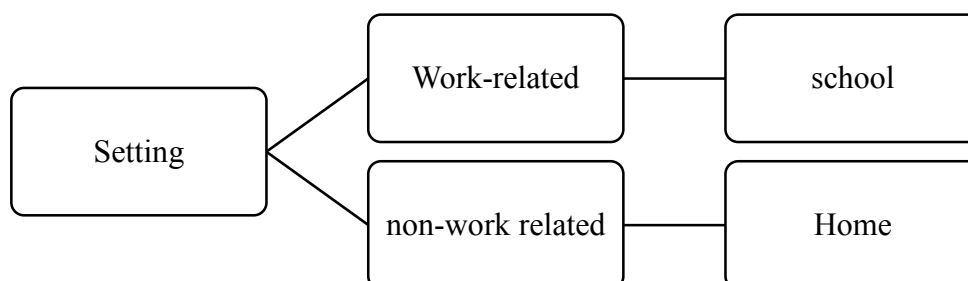 Setting
Work-related
school
non-work related
Home